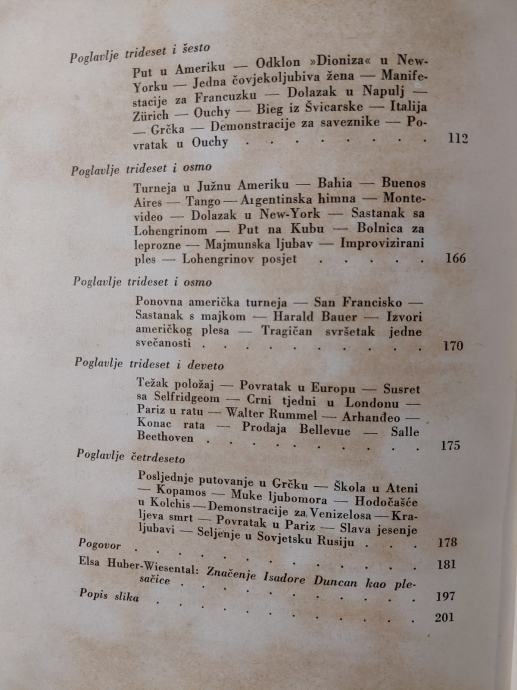 Poglavlje trideset i šesto
Put u Ameriku — Odklon »Dioniza« u New-
Yorku — Jedna čovjekoljubiva žena — Manife-
stacije za Francuzku — Dolazak u Napulj —
Zürich — Ouchy — Bieg iz Švicarske — Italija
— Grčka — Demonstracije za saveznike — Po-
vratak u Ouchy . . . . . . . 112
Poglavlje trideset i osmo
Turneja u Južnu Ameriku — Bahia — Buenos
Aires — Tango — Argentinska himna — Monte-
video — Dolazak u New-York — Sastanak sa
Lohengrinom — Put na Kubu — Bolnica za
leprozne — Majmunska ljubav — Improvizirani
ples — Lohengrinov posjet . . . . . 166
Poglavlje trideset i osmo
Ponovna američka turneja — San Francisko —
Sastanak s majkom — Harald Bauer — Izvori
američkog plesa — Tragičan svršetak jedne
svečanosti . . . . . . . . . 170
Poglavlje trideset i deveto
Težak položaj — Povratak u Europu — Susret
sa Selfridgeom — Crni tjedni u Londonu —
Pariz u ratu — Walter Rummel — Arhanđeo —
Konac rata — Prodaja Bellevue — Salle
Beethoven . . . . . . . . . 175
Poglavlje četrdeseto
Posljednje putovanje u Grčku — Škola u Ateni
— Kopamos — Muke ljubomora — Hodočašće
u Kolchis — Demonstracije za Venizelosa — Kra-
ljeva smrt — Povratak u Pariz — Slava jesenje
ljubavi — Seljenje u Sovjetsku Rusiju . . . 178
Pogovor . . . . . . . . . . . . 181
Elsa Huber-Wiesental: Značenje Isadore Duncan kao ple-
sačice . . . . . . . . . . 197
Popis slika . . . . . . . . . . . 201